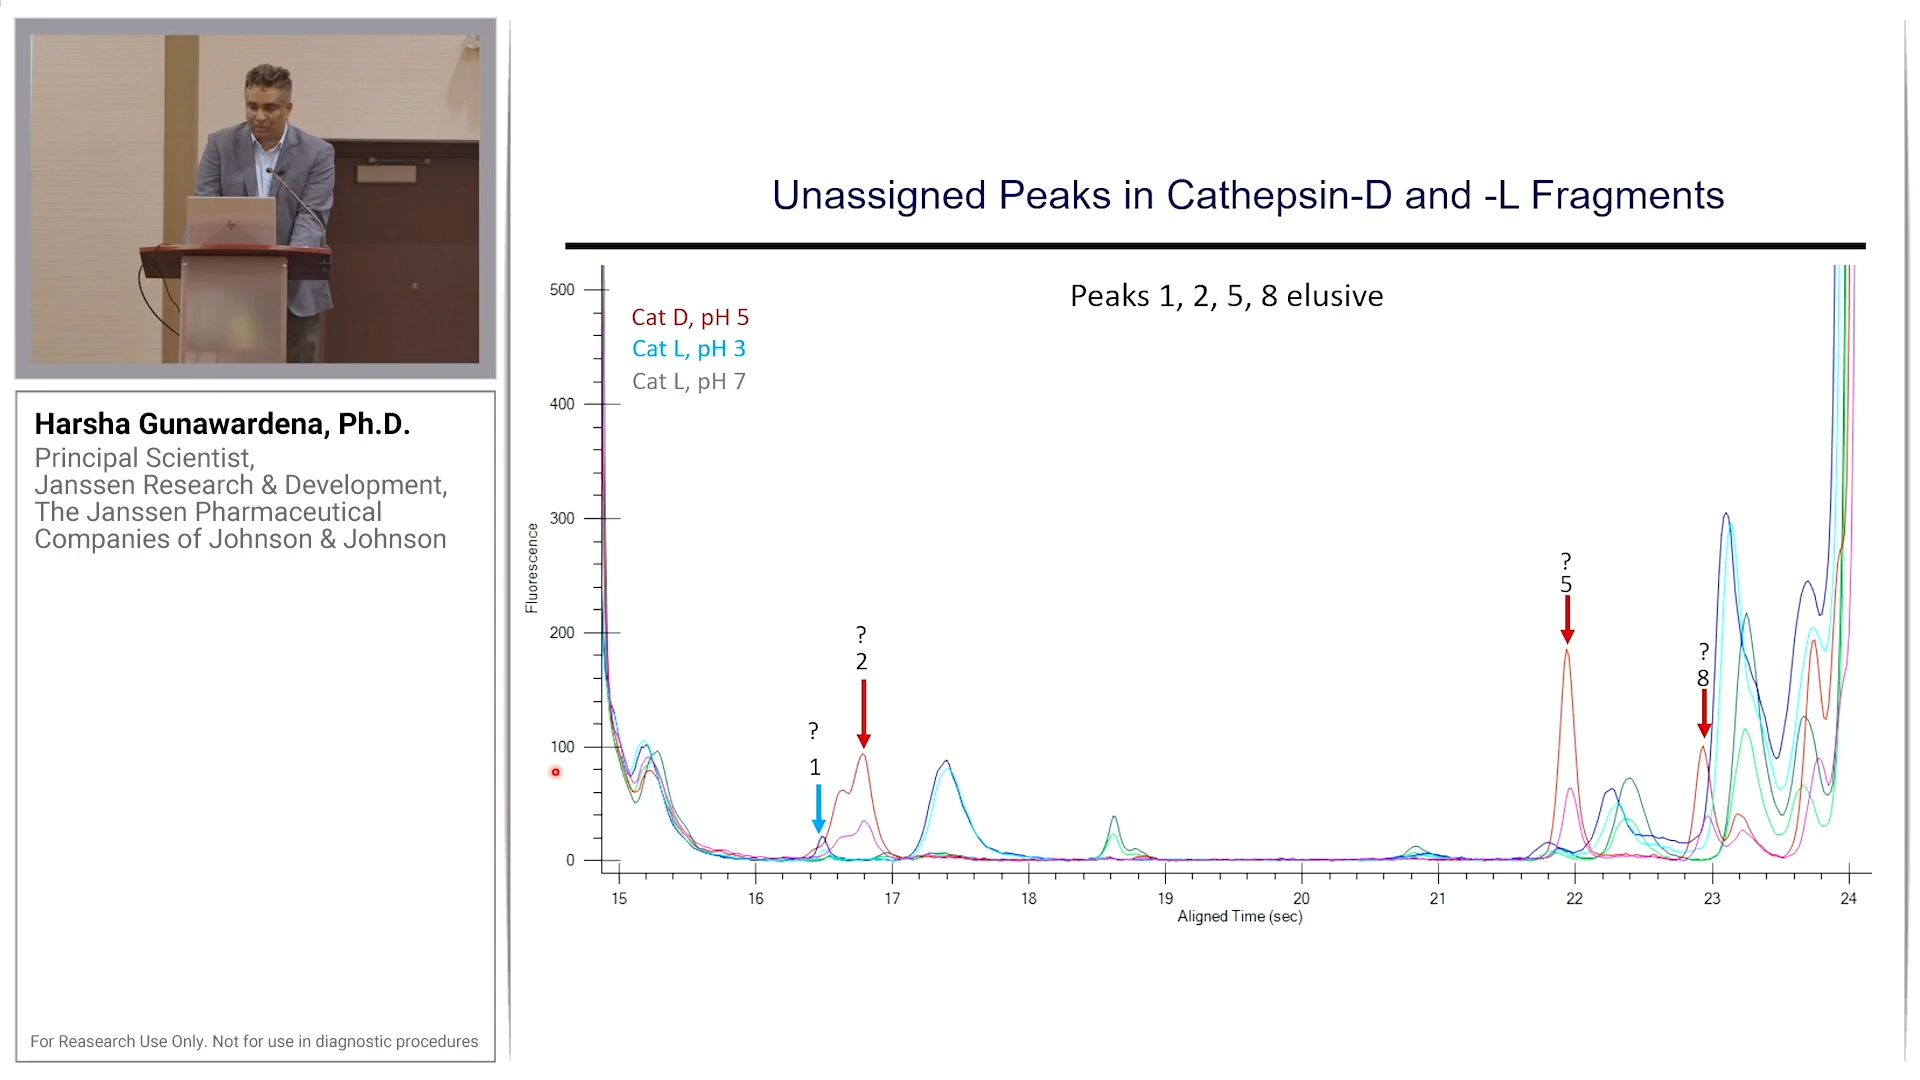 Harsha Gunawardena, Ph.D.
Principal Scientist,
Janssen Research & Development,
The Janssen Pharmaceutical
Companies of Johnson & Johnson
For Reasearch Use Only. Not for use in diagnostic procedures
Unassigned Peaks in Cathepsin-D and -L Fragments
Peaks 1, 2, 5, 8 elusive
Cat D, pH 5
Cat L, pH 3
Cat L, pH 7
500
400
300
200
100
0
Fluorescence
?
1
?
2
?
5
?
8
15 16 17 18 19 20 21 22 23 24
Aligned Time (sec)
hp